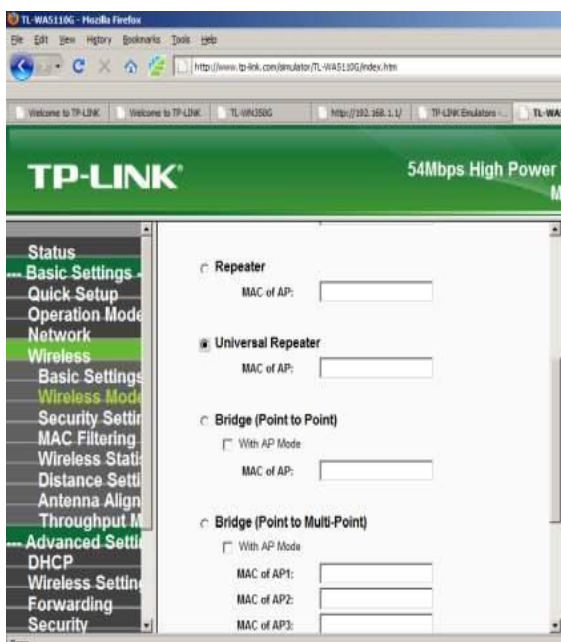 TL-WA5110G - Mozilla Firefox
File Edit View History Bookmarks Tools Help
http://www.tp-link.com/simulator/TL-WA5110G/index.htm
Welcome to TP-LINK Welcome to TP-LINK TL-WN350G http://192.168.1.1/ TP-LINK Emulators - ... TL-WA
TP-LINK®
54Mbps High Power
M
Status
--- Basic Settings -
Quick Setup
Operation Mode
Network
Wireless
Basic Settings
Wireless Mode
Security Settin
MAC Filtering
Wireless Stati
Distance Setti
Antenna Align
Throughput M
--- Advanced Setti
DHCP
Wireless Setting
Forwarding
Security
Repeater
MAC of AP:
Universal Repeater
MAC of AP:
Bridge (Point to Point)
With AP Mode
MAC of AP:
Bridge (Point to Multi-Point)
With AP Mode
MAC of AP1:
MAC of AP2:
MAC of AP3: